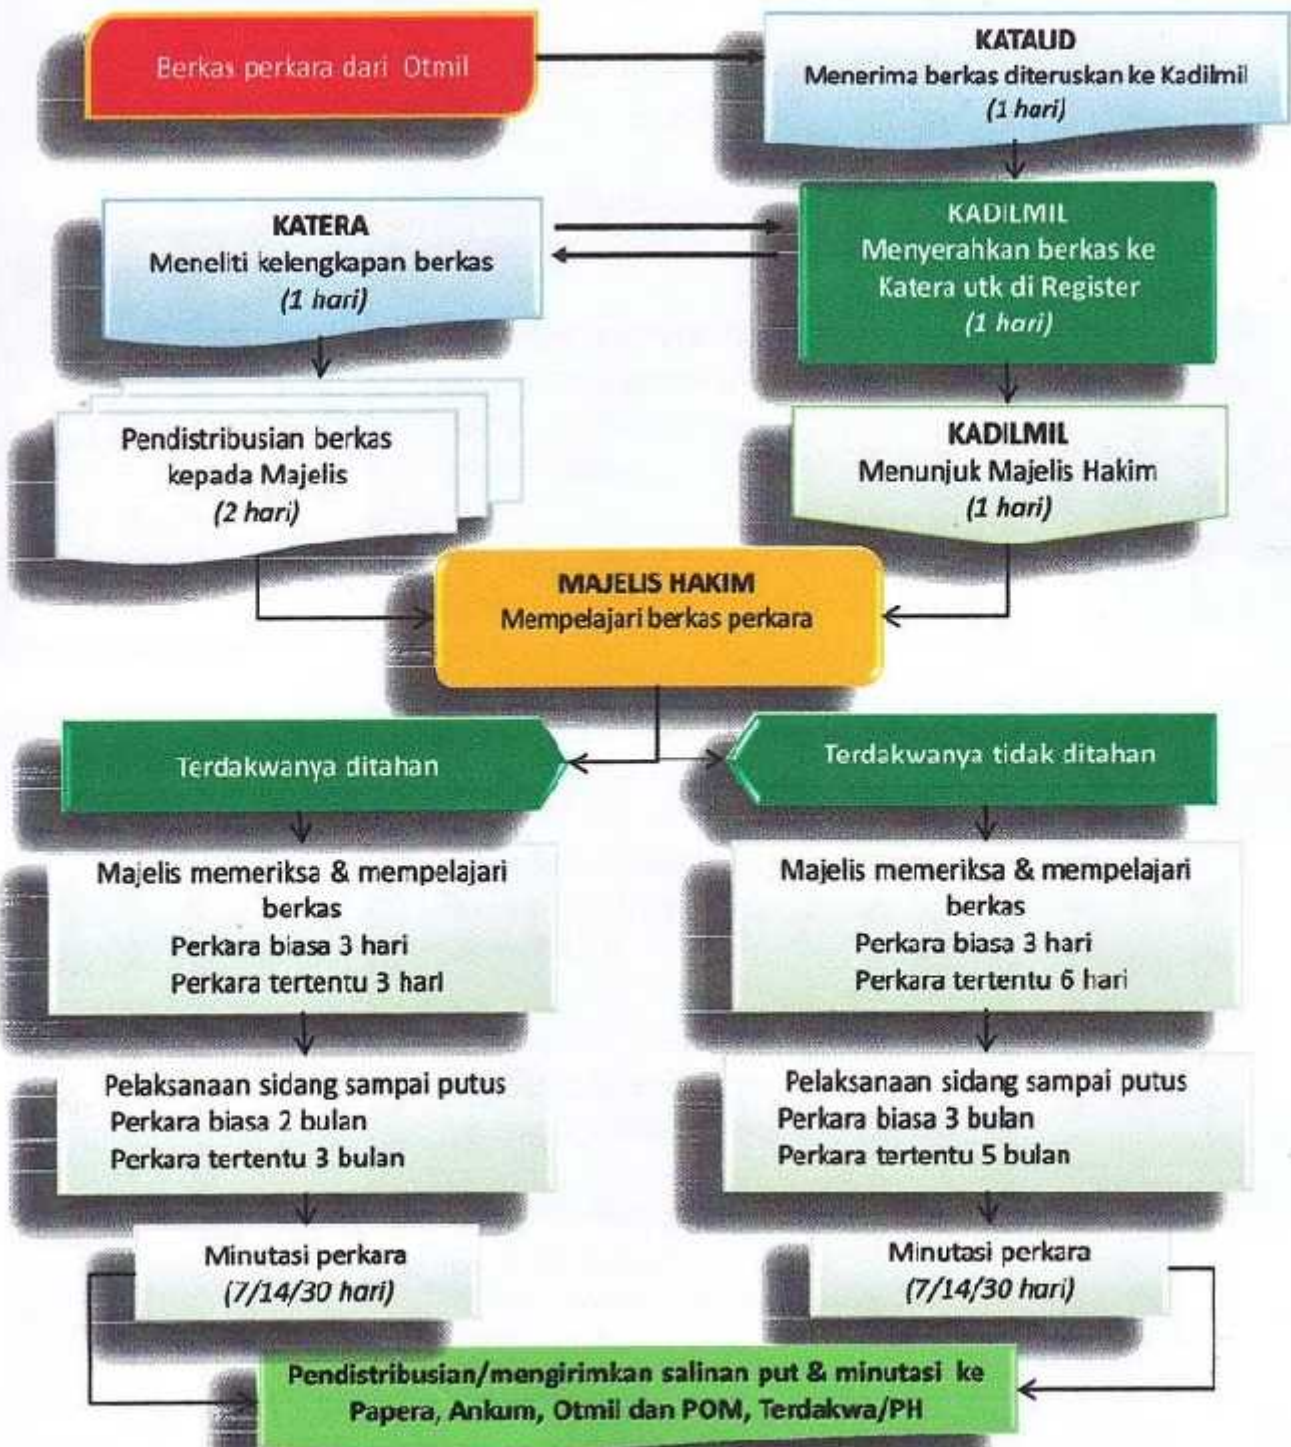 Berkas perkara dari Otmil
KATAUD
Menerima berkas diteruskan ke Kadilmil
(1 hari)
KATERA
Meneliti kelengkapan berkas
(1 hari)
KADILMIL
Menyerahkan berkas ke
Katera utk di Register
(1 hari)
Pendistribusian berkas
kepada Majelis
(2 hari)
KADILMIL
Menunjuk Majelis Hakim
(1 hari)
MAJELIS HAKIM
Mempelajari berkas perkara
Terdakwanya ditahan
Terdakwanya tidak ditahan
Majelis memeriksa & mempelajari
berkas
Perkara biasa 3 hari
Perkara tertentu 3 hari
Majelis memeriksa & mempelajari
berkas
Perkara biasa 3 hari
Perkara tertentu 6 hari
Pelaksanaan sidang sampai putus
Perkara biasa 2 bulan
Perkara tertentu 3 bulan
Pelaksanaan sidang sampai putus
Perkara biasa 3 bulan
Perkara tertentu 5 bulan
Minutasi perkara
(7/14/30 hari)
Minutasi perkara
(7/14/30 hari)
Pendistribusian/mengirimkan salinan put & minutasi ke
Papera, Ankum, Otmil dan POM, Terdakwa/PH